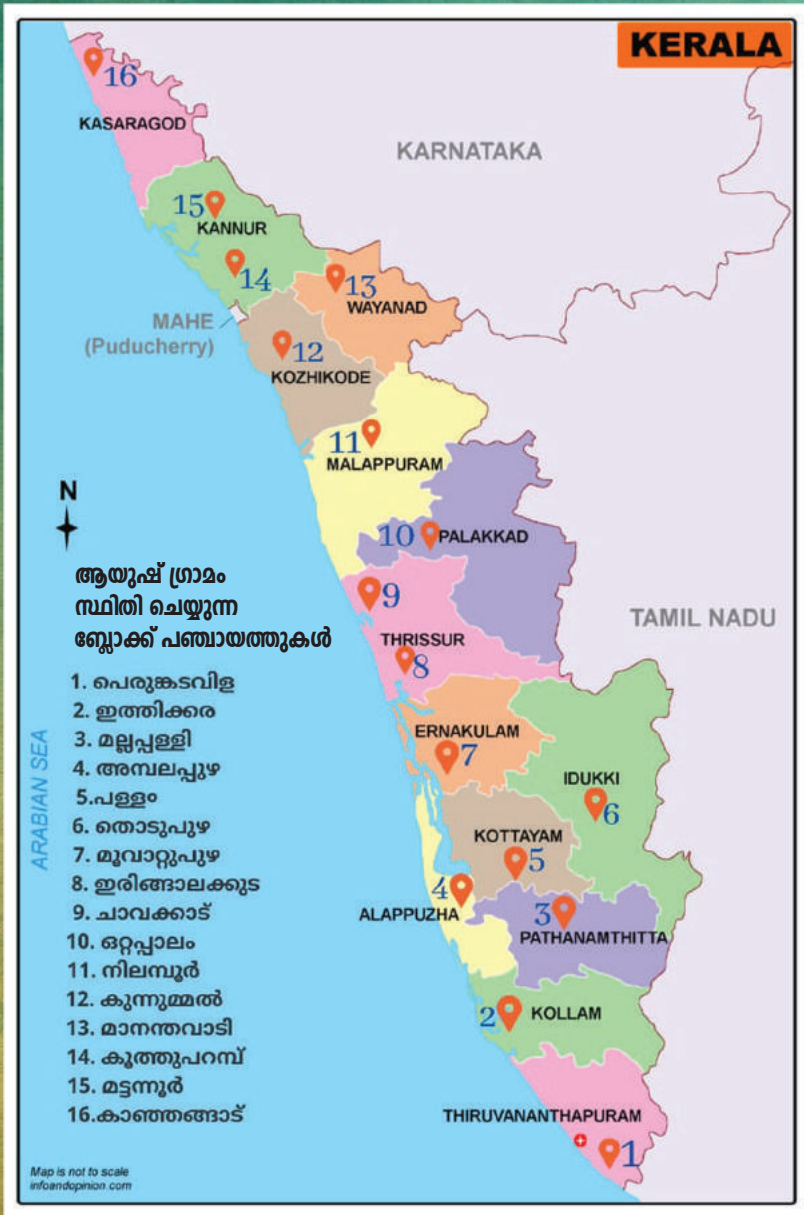 KERALA
16
KASARAGOD
KARNATAKA
15
KANNUR
14
13
WAYANAD
MAHE
(Puducherry)
12
KOZHIKODE
11
MALAPPURAM
N
10
PALAKKAD
9
TAMIL NADU
THRISSUR
8
ആയുഷ് ഗ്രാമം
സ്ഥിതി ചെയ്യുന്ന
ബ്ലോക്ക് പഞ്ചായത്തുകൾ
1. പെരുങ്കടവിള
2. ഇത്തിക്കര
3. മല്ലപ്പള്ളി
4. അമ്പലപ്പുഴ
5.പള്ളം
6. തൊടുപുഴ
7. മൂവാറ്റുപുഴ
8. ഇരിങ്ങാലക്കുട
9. ചാവക്കാട്
10. ഒറ്റപ്പാലം
11. നിലമ്പൂർ
12. കുന്നുമ്മൽ
13. മാനന്തവാടി
14. കൂത്തുപറമ്പ്
15. മട്ടന്നൂർ
16.കാഞ്ഞങ്ങാട്
ARABIAN SEA
ERNAKULAM
7
IDUKKI
6
KOTTAYAM
5
4
ALAPPUZHA
3
PATHANAMTHITTA
2
KOLLAM
THIRUVANANTHAPURAM
1
Map is not to scale
infoandopinion.com